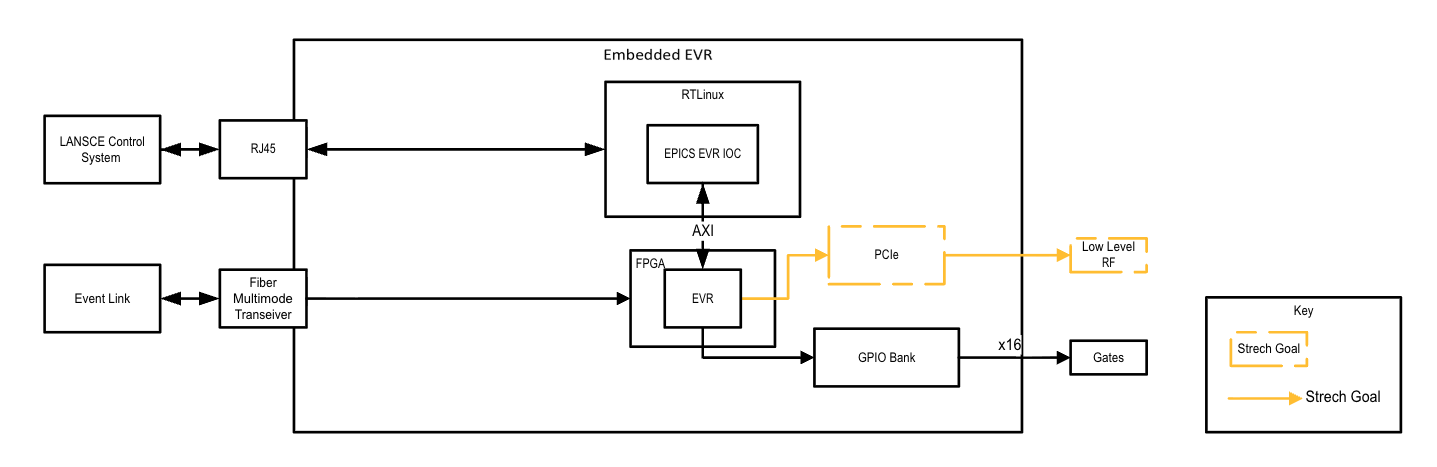 Embedded EVR
RTLinux
LANSCE Control
System
RJ45
EPICS EVR IOC
AXI
PCIe
Low Level
RF
FPGA
Event Link
Fiber
Multimode
Transeiver
EVR
Key
Strech Goal
x16
GPIO Bank
Gates
Strech Goal